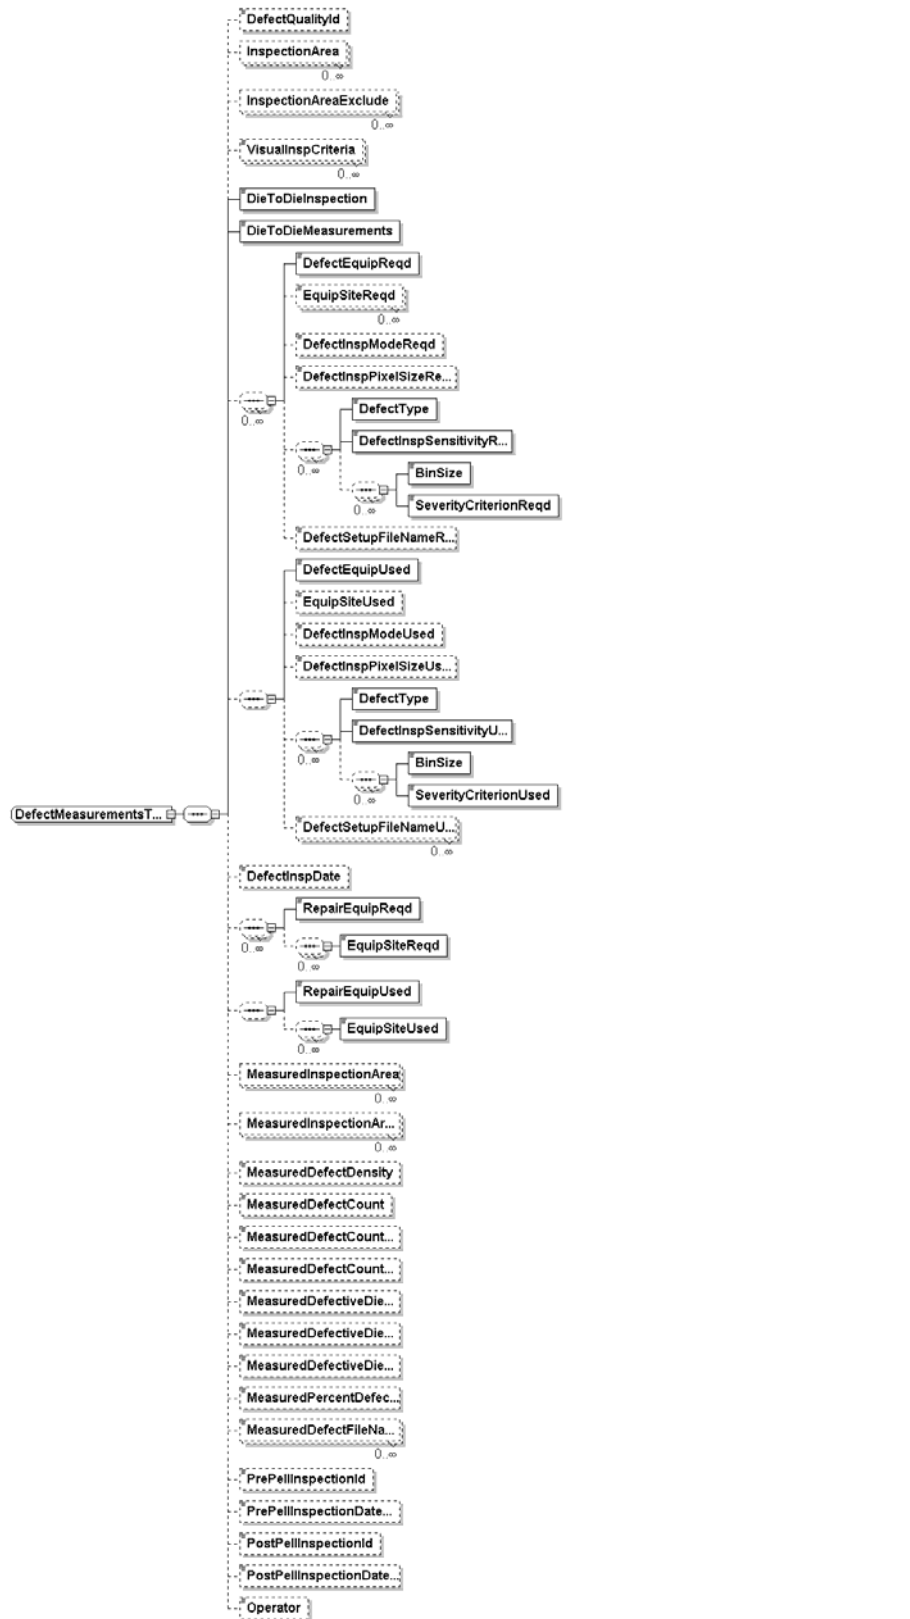 DefectQualityId
InspectionArea
0..∞
InspectionAreaExclude
0..∞
VisualInspCriteria
0..∞
DieToDieInspection
DieToDieMeasurements
DefectEquipReqd
EquipSiteReqd
0..∞
DefectInspModeReqd
DefectInspPixelSizeRe...
0..∞
DefectType
DefectInspSensitivityR...
0..∞
BinSize
SeverityCriterionReqd
0..∞
DefectSetupFileNameR...
DefectEquipUsed
EquipSiteUsed
DefectInspModeUsed
DefectInspPixelSizeUs...
DefectType
DefectInspSensitivityU...
0..∞
BinSize
SeverityCriterionUsed
0..∞
DefectMeasurementsT...
DefectSetupFileNameU...
0..∞
DefectInspDate
RepairEquipReqd
0..∞
EquipSiteReqd
0..∞
RepairEquipUsed
EquipSiteUsed
0..∞
MeasuredInspectionArea
0..∞
MeasuredInspectionAr...
0..∞
MeasuredDefectDensity
MeasuredDefectCount
MeasuredDefectCount...
MeasuredDefectCount...
MeasuredDefectiveDie...
MeasuredDefectiveDie...
MeasuredDefectiveDie...
MeasuredPercentDefec...
MeasuredDefectFileNa...
0..∞
PrePellInspectionId
PrePellInspectionDate...
PostPellInspectionId
PostPellInspectionDate...
Operator